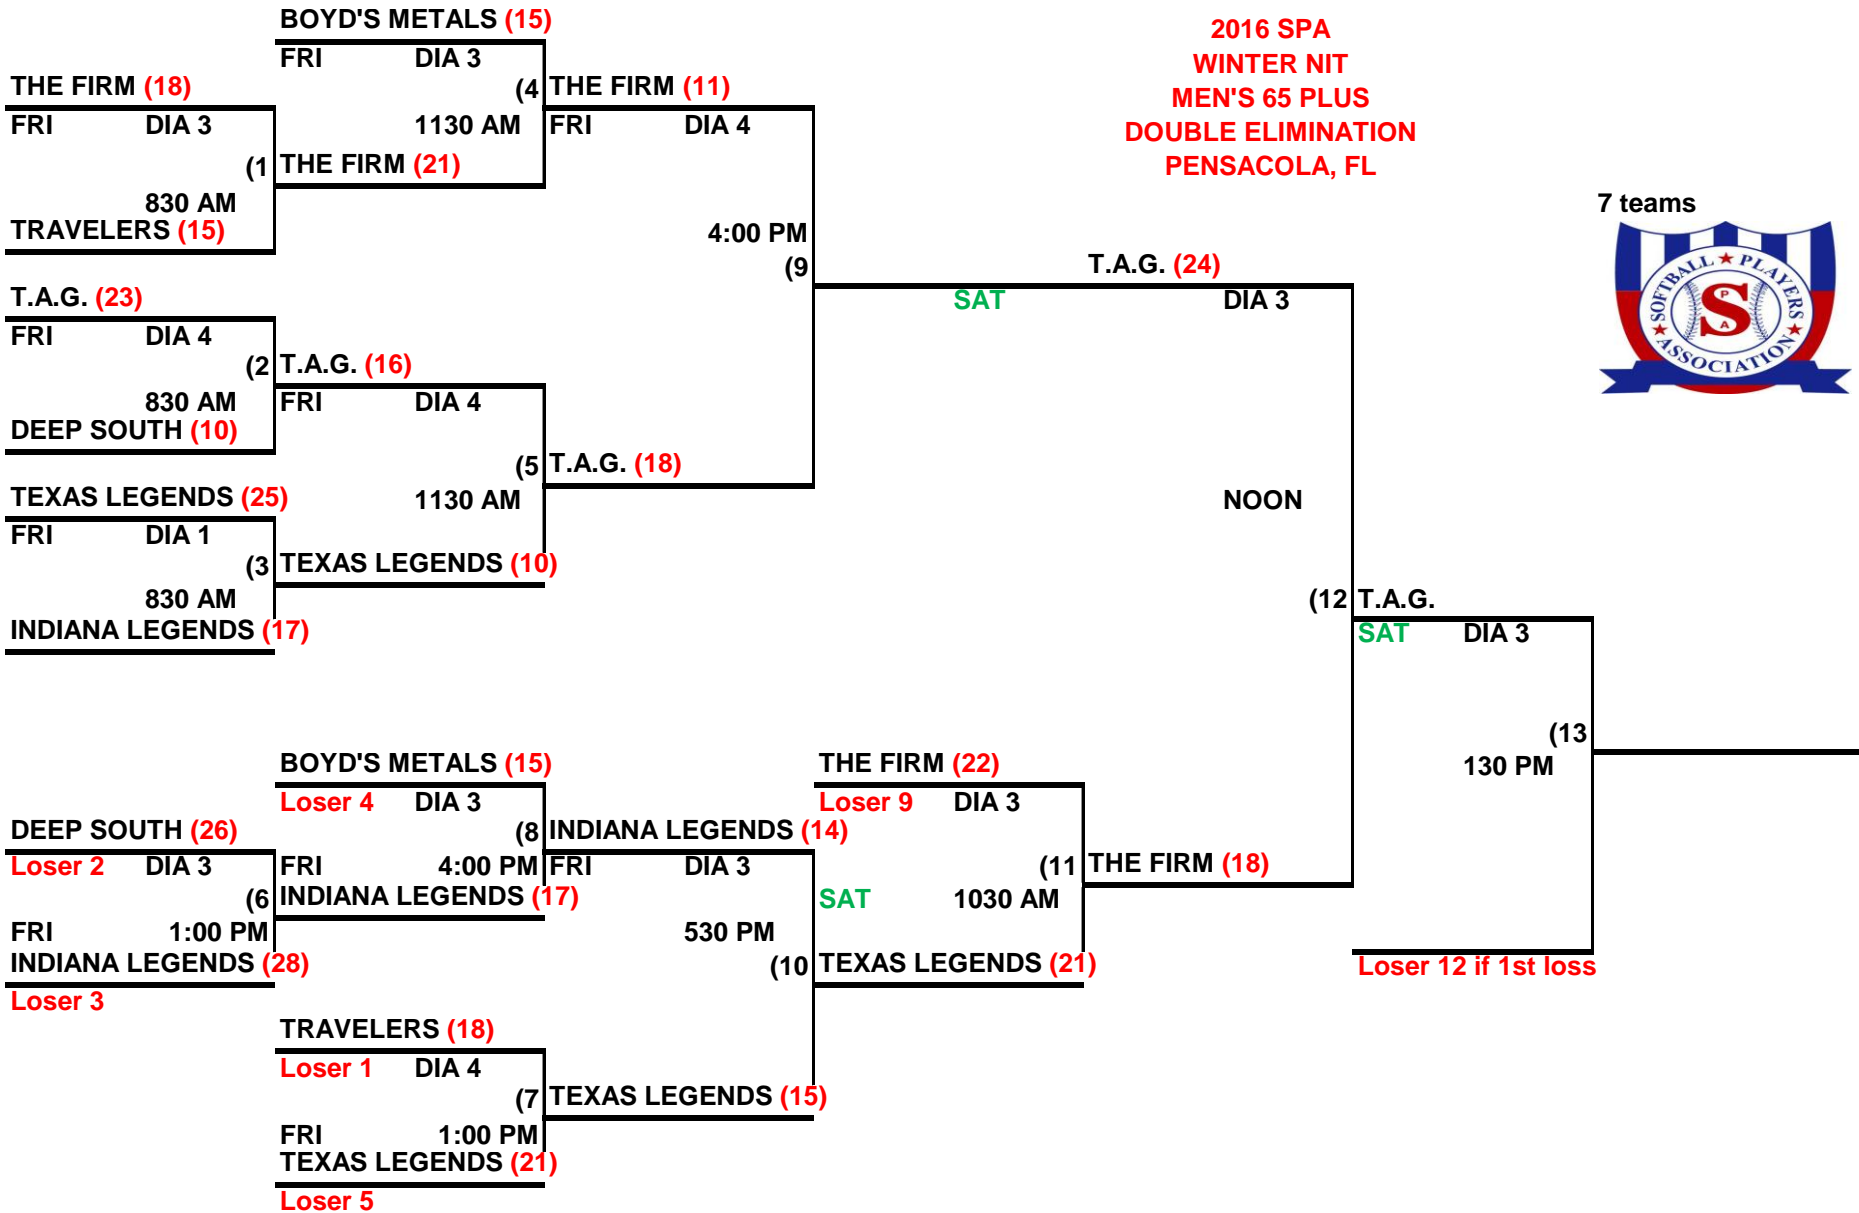 BOYD'S METALS (15)
2016 SPA
WINTER NIT
MEN'S 65 PLUS
DOUBLE ELIMINATION
PENSACOLA, FL
FRI DIA 3
THE FIRM (18)
(4 THE FIRM (11)
FRI DIA 3
1130 AM
FRI DIA 4
(1 THE FIRM (21)
830 AM
TRAVELERS (15)
7 teams
SOFTBALL PLAYERS
S
P
A
ASSOCIATION
4:00 PM
(9
T.A.G. (24)
SAT DIA 3
T.A.G. (23)
FRI DIA 4
(2 T.A.G. (16)
830 AM
FRI DIA 4
DEEP SOUTH (10)
(5 T.A.G. (18)
TEXAS LEGENDS (25)
1130 AM
NOON
FRI DIA 1
(3 TEXAS LEGENDS (10)
830 AM
INDIANA LEGENDS (17)
(12 T.A.G.
SAT DIA 3
(13
130 PM
BOYD'S METALS (15)
THE FIRM (22)
Loser 4 DIA 3
Loser 9 DIA 3
DEEP SOUTH (26)
(8 INDIANA LEGENDS (14)
Loser 2 DIA 3
FRI 4:00 PM
FRI DIA 3
(11 THE FIRM (18)
(6 INDIANA LEGENDS (17)
SAT 1030 AM
FRI 1:00 PM
530 PM
INDIANA LEGENDS (28)
(10 TEXAS LEGENDS (21)
Loser 12 if 1st loss
Loser 3
TRAVELERS (18)
Loser 1 DIA 4
(7 TEXAS LEGENDS (15)
FRI 1:00 PM
TEXAS LEGENDS (21)
Loser 5